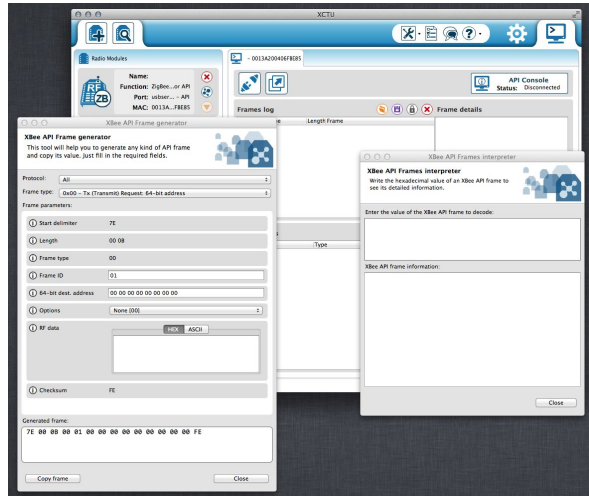 XCTU
Radio Modules
- 0013A200406FBE85
Name:
Function: ZigBee...or API
Port: usbser... - API
MAC: 0013A...FBE85
API Console
Status: Disconnected
Frames log
Frame details
Length Frame
Type
XBee API Frame generator
XBee API Frame generator
This tool will help you to generate any kind of API frame
and copy its value. Just fill in the required fields.
Protocol: All
Frame type: 0x00 - Tx (Transmit) Request: 64-bit address
Frame parameters:
Start delimiter 7E
Length 00 0B
Frame type 00
Frame ID 01
64-bit dest. address 00 00 00 00 00 00 00 00
Options None [00]
RF data HEX ASCII
Checksum FE
Generated frame:
7E 00 0B 00 01 00 00 00 00 00 00 00 00 00 FE
Copy frame Close
XBee API Frames interpreter
XBee API Frames interpreter
Write the hexadecimal value of an XBee API frame to
see its detailed information.
Enter the value of the XBee API frame to decode:
XBee API frame information:
Close